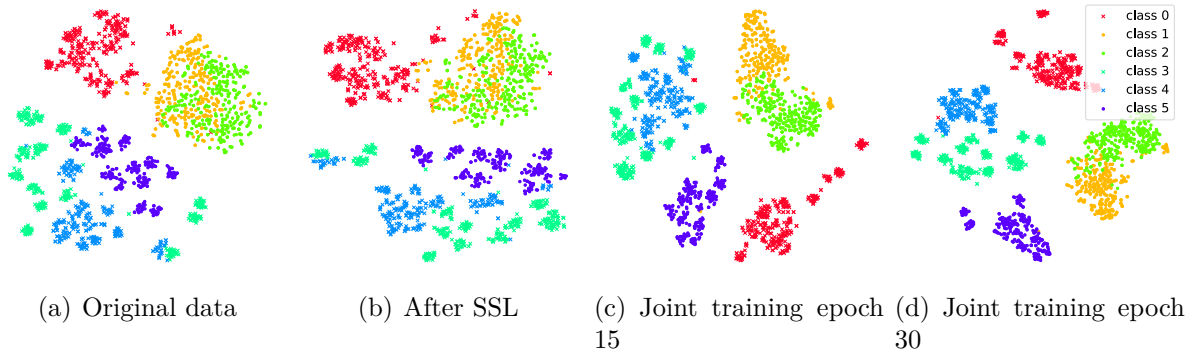 class 0
class 1
class 2
class 3
class 4
class 5
(a) Original data
(b) After SSL
(c) Joint training epoch
15
(d) Joint training epoch
30